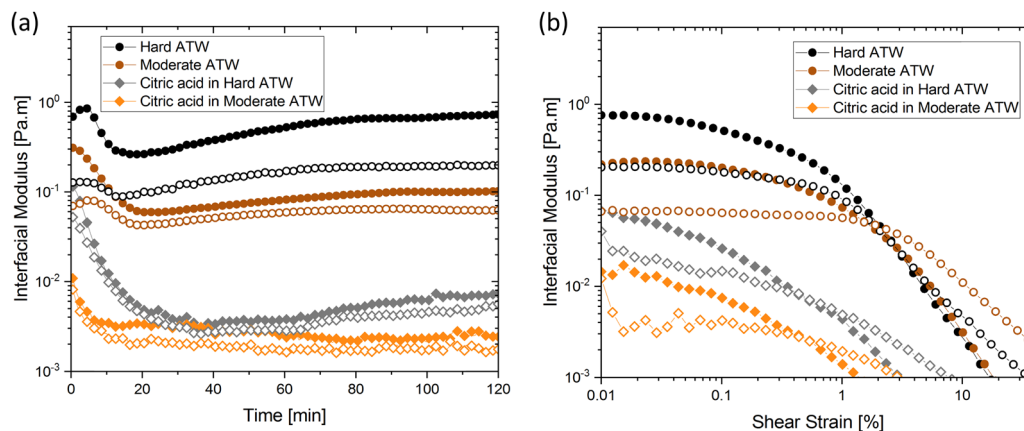 (a)
Hard ATW
Moderate ATW
Citric acid in Hard ATW
Citric acid in Moderate ATW
Interfacial Modulus [Pa.m]
10⁰
10⁻¹
10⁻²
10⁻³
0 20 40 60 80 100 120
Time [min]
(b)
Hard ATW
Moderate ATW
Citric acid in Hard ATW
Citric acid in Moderate ATW
Interfacial Modulus [Pa.m]
10⁰
10⁻¹
10⁻²
10⁻³
0.01 0.1 1 10
Shear Strain [%]